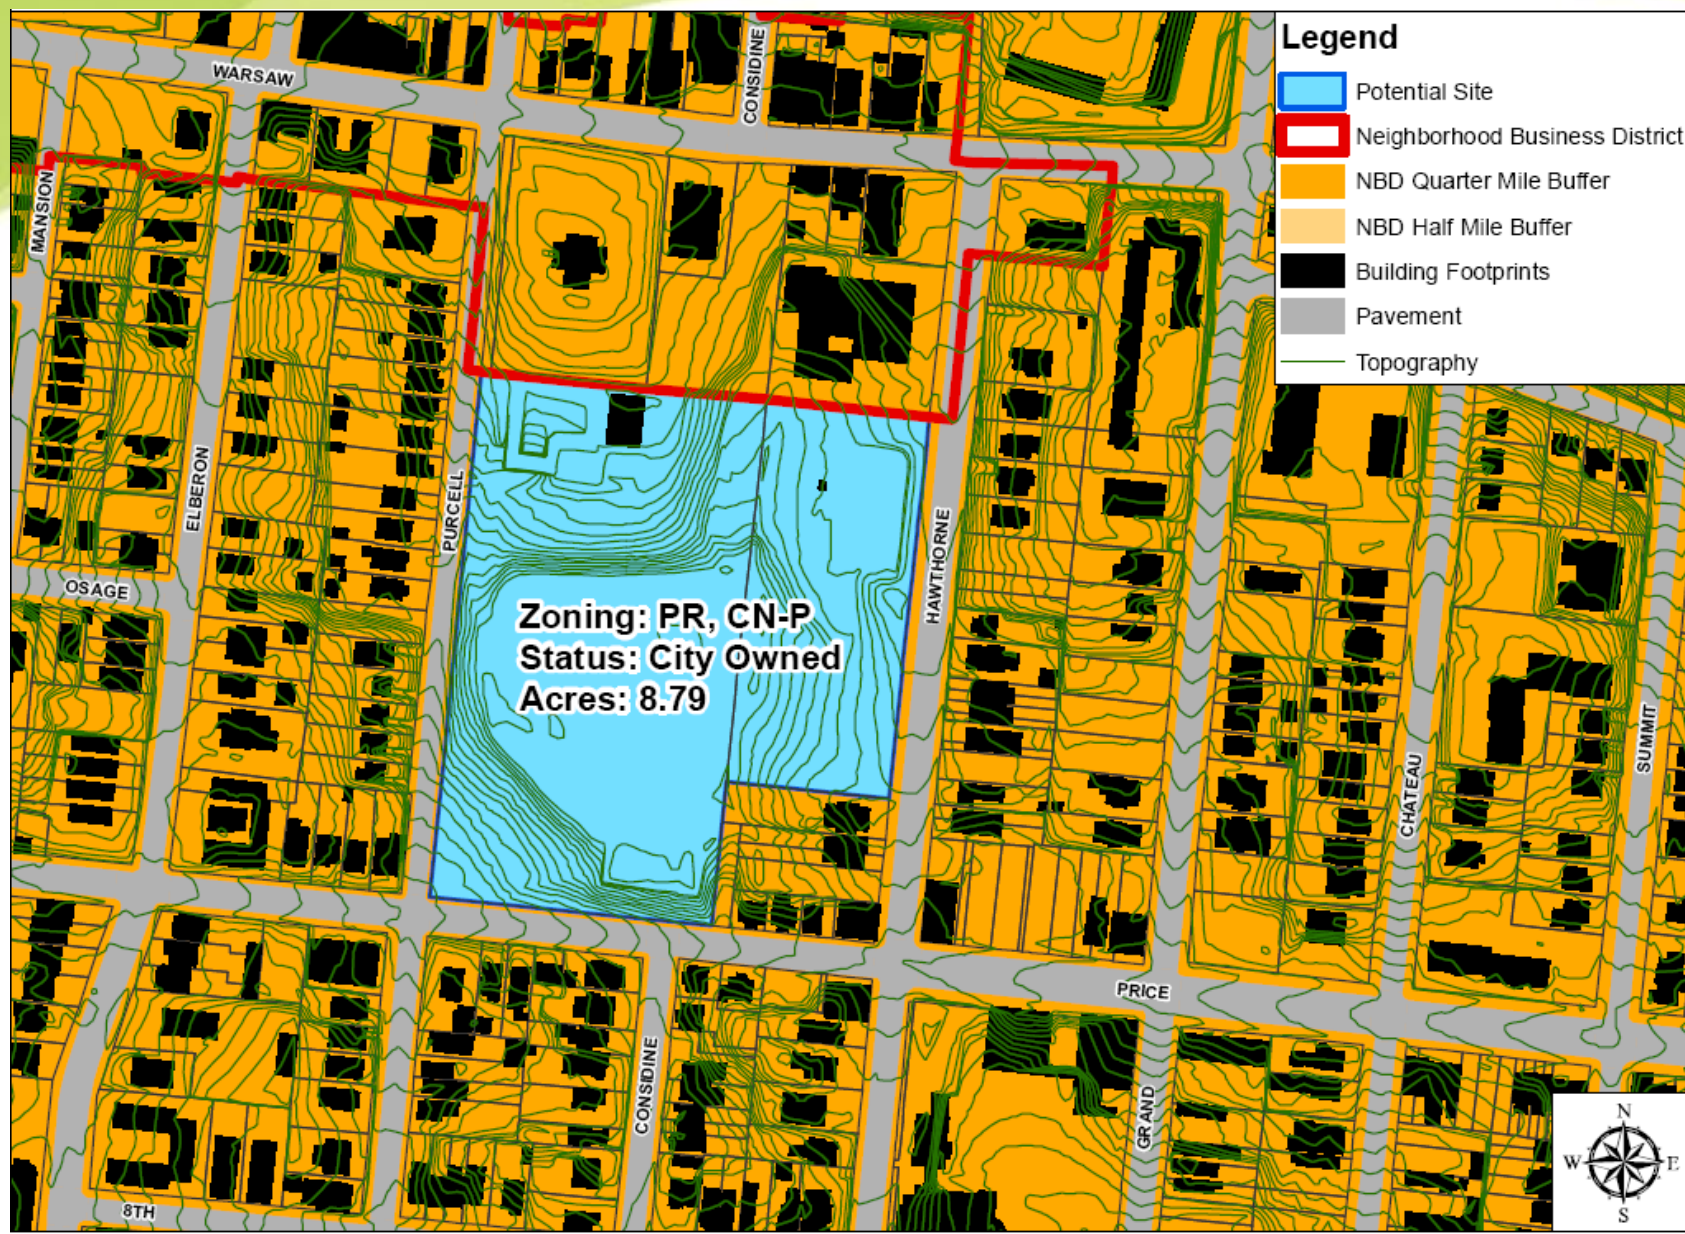 Legend
Potential Site
Neighborhood Business District
NBD Quarter Mile Buffer
NBD Half Mile Buffer
Building Footprints
Pavement
Topography
WARSAW
CONSIDINE
MANSION
ELBERON
PURCELL
HAWTHORNE
OSAGE
Zoning: PR, CN-P
Status: City Owned
Acres: 8.79
CHATEAU
SUMMIT
PRICE
CONSIDINE
GRAND
8TH
N
W
E
S